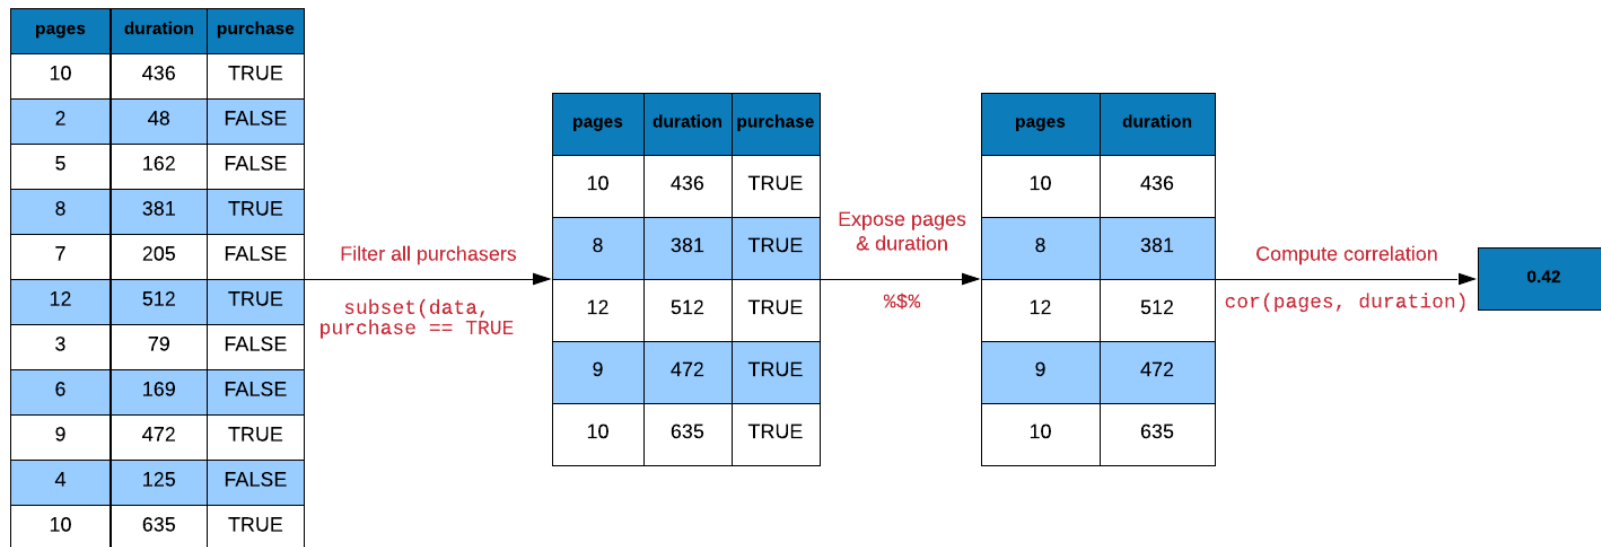 pages duration purchase
10 436 TRUE
2 48 FALSE
5 162 FALSE
8 381 TRUE
7 205 FALSE
12 512 TRUE
3 79 FALSE
6 169 FALSE
9 472 TRUE
4 125 FALSE
10 635 TRUE
Filter all purchasers
subset(data,
purchase == TRUE
pages duration purchase
10 436 TRUE
8 381 TRUE
12 512 TRUE
9 472 TRUE
10 635 TRUE
Expose pages
& duration
%$%
pages duration
10 436
8 381
12 512
9 472
10 635
Compute correlation
cor(pages, duration)
0.42